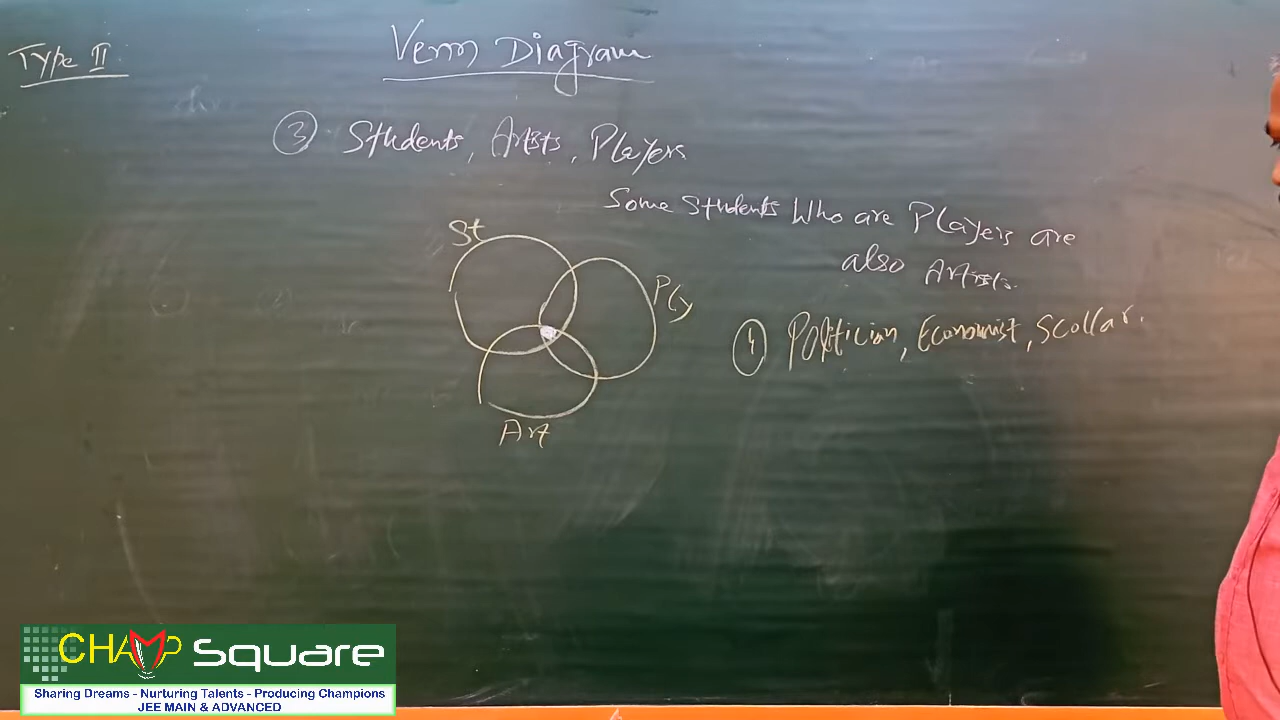 Type II
Venn Diagram
③ Students, Artists, Players
Some students Who are Players are
also Artists.
St
Ply
Art
④ Politician, Economist, Scollar.
CHAMP Square
Sharing Dreams - Nurturing Talents - Producing Champions
JEE MAIN & ADVANCED